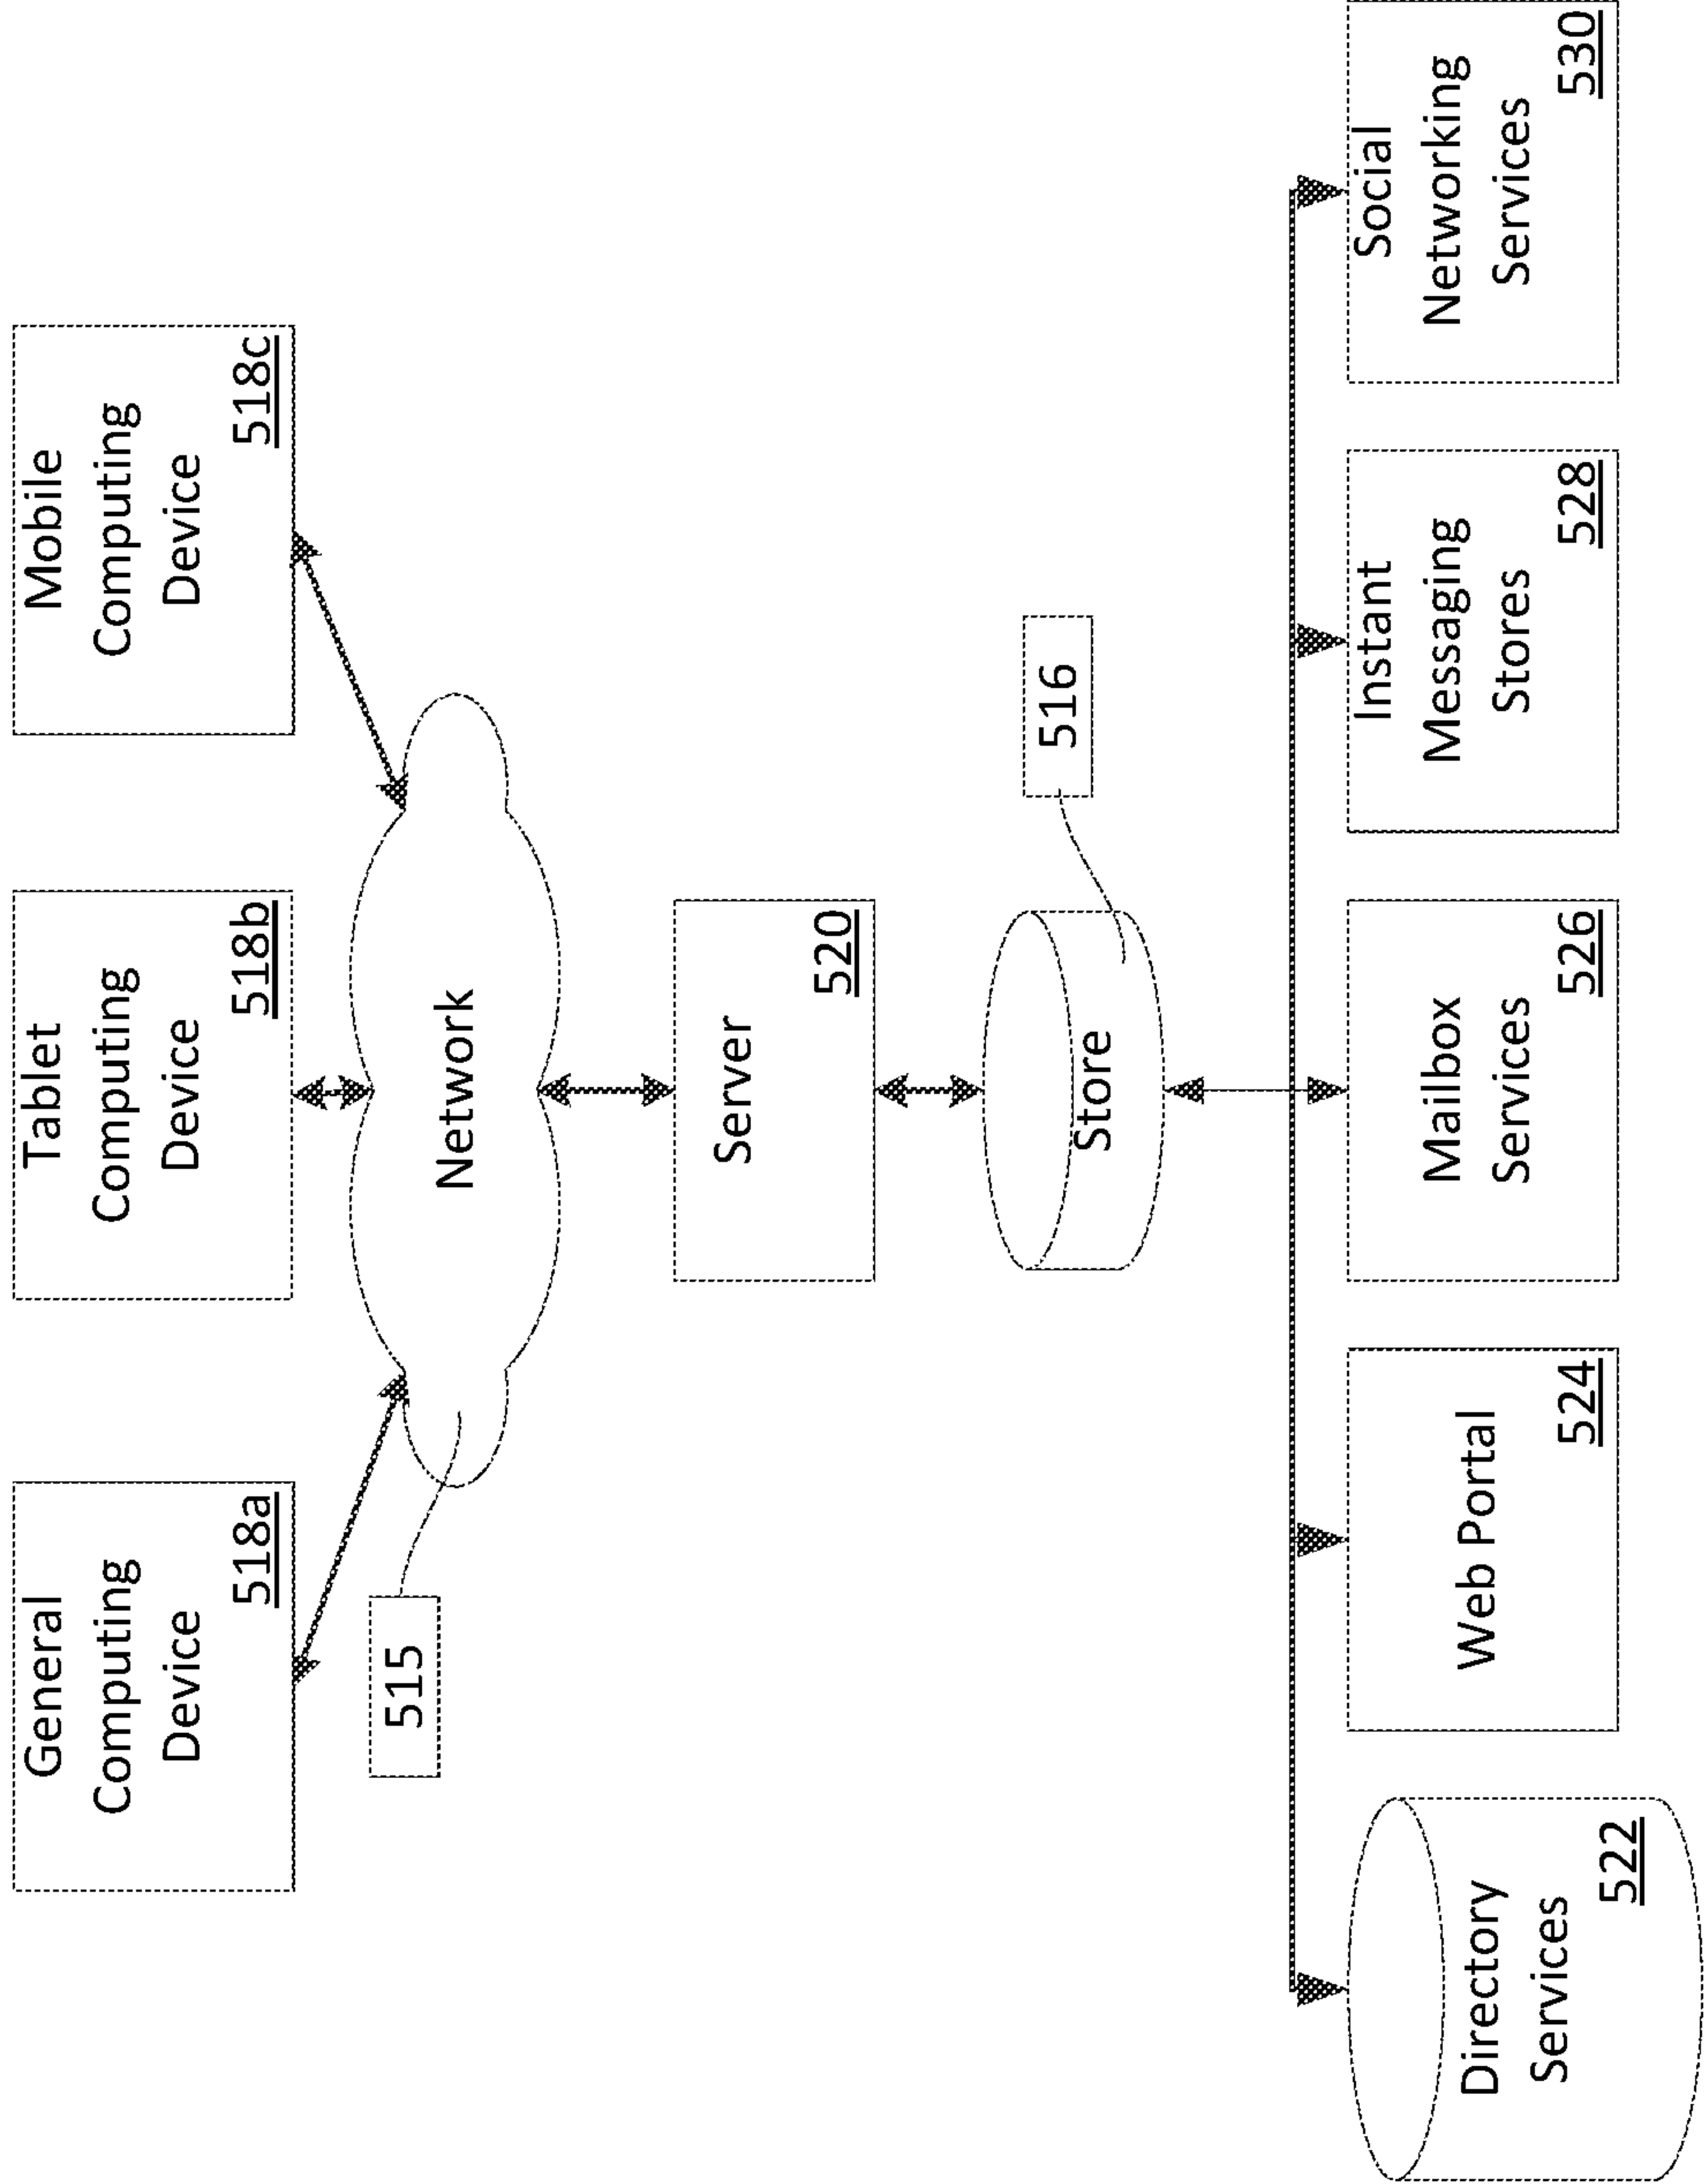 General
Computing
Device
518a
Tablet
Computing
Device
518b
Mobile
Computing
Device
518c
515
Network
Server
520
Store
516
Directory
Services
522
Web Portal
524
Mailbox
Services
526
Instant
Messaging
Stores
528
Social
Networking
Services
530